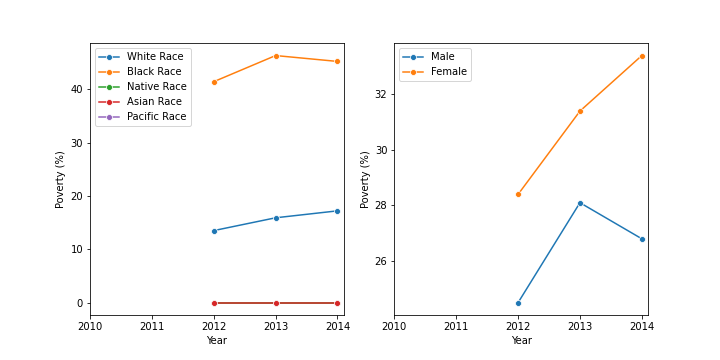 White Race
Black Race
Native Race
Asian Race
Pacific Race
40
30
20
10
0
Poverty (%)
2010 2011 2012 2013 2014
Year
Male
Female
32
30
28
26
Poverty (%)
2010 2011 2012 2013 2014
Year